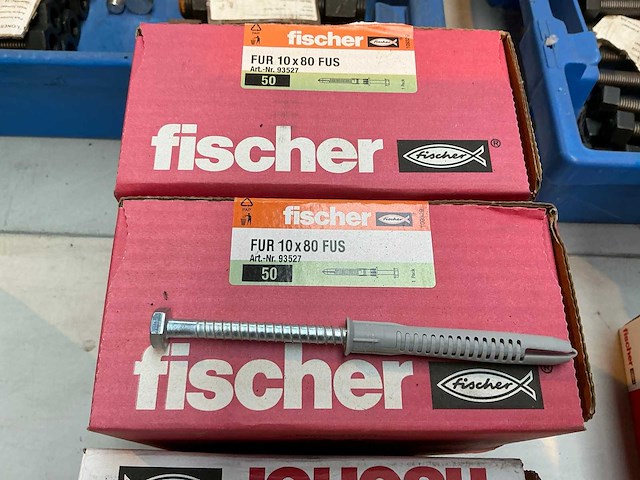 fischer
FUR 10x80 FUS
Art.-Nr. 93527
50
fischer fischer ®
fischer fischer
FUR 10x80 FUS
Art.-Nr. 93527
50
fischer fischer ®